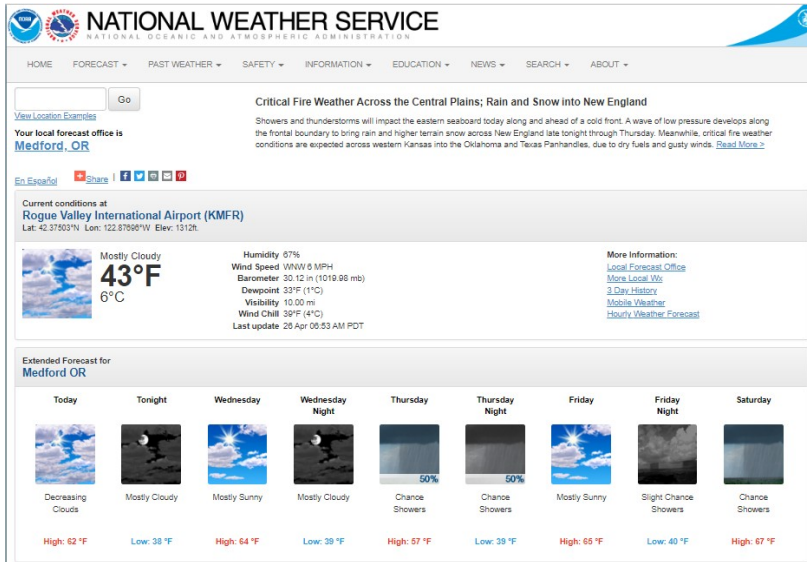 NATIONAL WEATHER SERVICE
NATIONAL OCEANIC AND ATMOSPHERIC ADMINISTRATION
HOME FORECAST PAST WEATHER SAFETY INFORMATION EDUCATION NEWS SEARCH ABOUT
Go
View Location Examples
Your local forecast office is
Medford, OR
En Español Share |
Critical Fire Weather Across the Central Plains; Rain and Snow into New England
Showers and thunderstorms will impact the eastern seaboard today along and ahead of a cold front. A wave of low pressure develops along
the frontal boundary to bring rain and higher terrain snow across New England late tonight through Thursday. Meanwhile, critical fire weather
conditions are expected across western Kansas into the Oklahoma and Texas Panhandles, due to dry fuels and gusty winds. Read More >
Current conditions at
Rogue Valley International Airport (KMFR)
Lat: 42.37503°N Lon: 122.87696°W Elev: 1312ft.
Mostly Cloudy
43°F
6°C
Humidity 67%
Wind Speed WNW 6 MPH
Barometer 30.12 in (1019.98 mb)
Dewpoint 33°F (1°C)
Visibility 10.00 mi
Wind Chill 39°F (4°C)
Last update 26 Apr 06:53 AM PDT
More Information:
Local Forecast Office
More Local Wx
3 Day History
Mobile Weather
Hourly Weather Forecast
Extended Forecast for
Medford OR
Today Tonight Wednesday Wednesday Thursday Thursday Friday Friday Saturday
Night Night Night
50% 50%
Decreasing Mostly Cloudy Mostly Sunny Mostly Cloudy Chance Chance Mostly Sunny Slight Chance Chance
Clouds Showers Showers Showers Showers
High: 62 °F Low: 38 °F High: 64 °F Low: 39 °F High: 57 °F Low: 39 °F High: 65 °F Low: 40 °F High: 67 °F